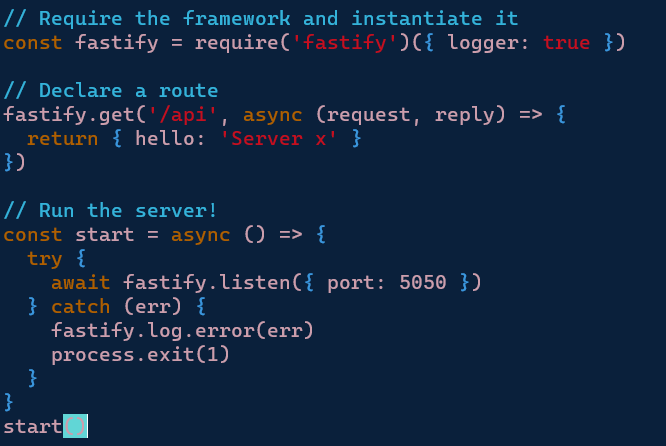 // Require the framework and instantiate it
const fastify = require('fastify')({ logger: true })

// Declare a route
fastify.get('/api', async (request, reply) => {
  return { hello: 'Server x' }
})

// Run the server!
const start = async () => {
  try {
    await fastify.listen({ port: 5050 })
  } catch (err) {
    fastify.log.error(err)
    process.exit(1)
  }
}
start()